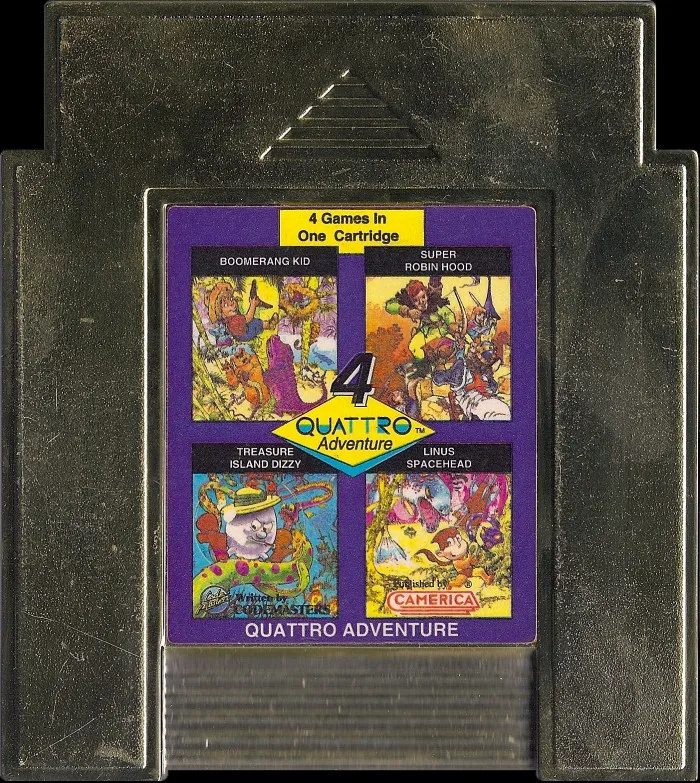 4 Games In
One Cartridge
BOOMERANG KID
SUPER
ROBIN HOOD
4
QUATTRO™
Adventure
TREASURE
ISLAND DIZZY
LINUS
SPACEHEAD
Written by
CODEMASTERS
Published by ®
CAMERICA
QUATTRO ADVENTURE